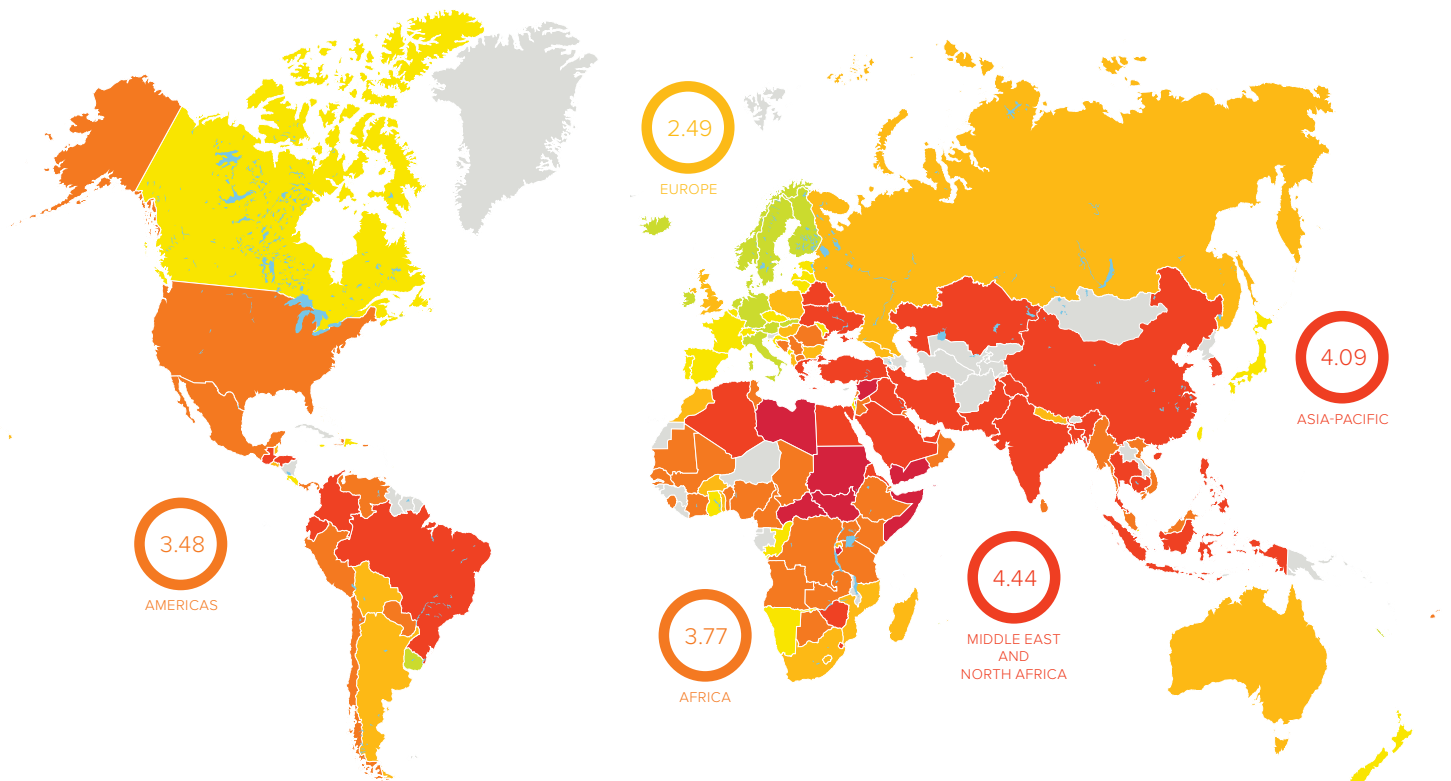 2.49
EUROPE
4.09
ASIA-PACIFIC
3.48
AMERICAS
4.44
MIDDLE EAST
AND
NORTH AFRICA
3.77
AFRICA